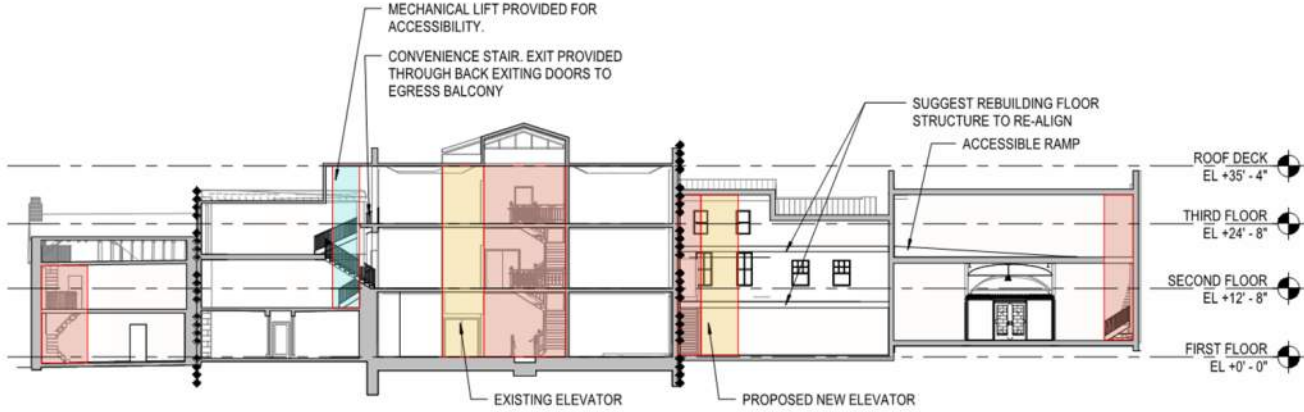 MECHANICAL LIFT PROVIDED FOR
ACCESSIBILITY.
CONVENIENCE STAIR. EXIT PROVIDED
THROUGH BACK EXITING DOORS TO
EGRESS BALCONY
SUGGEST REBUILDING FLOOR
STRUCTURE TO RE-ALIGN
ACCESSIBLE RAMP
ROOF DECK
EL +35' - 4"
THIRD FLOOR
EL +24' - 8"
SECOND FLOOR
EL +12' - 8"
FIRST FLOOR
EL +0' - 0"
EXISTING ELEVATOR
PROPOSED NEW ELEVATOR